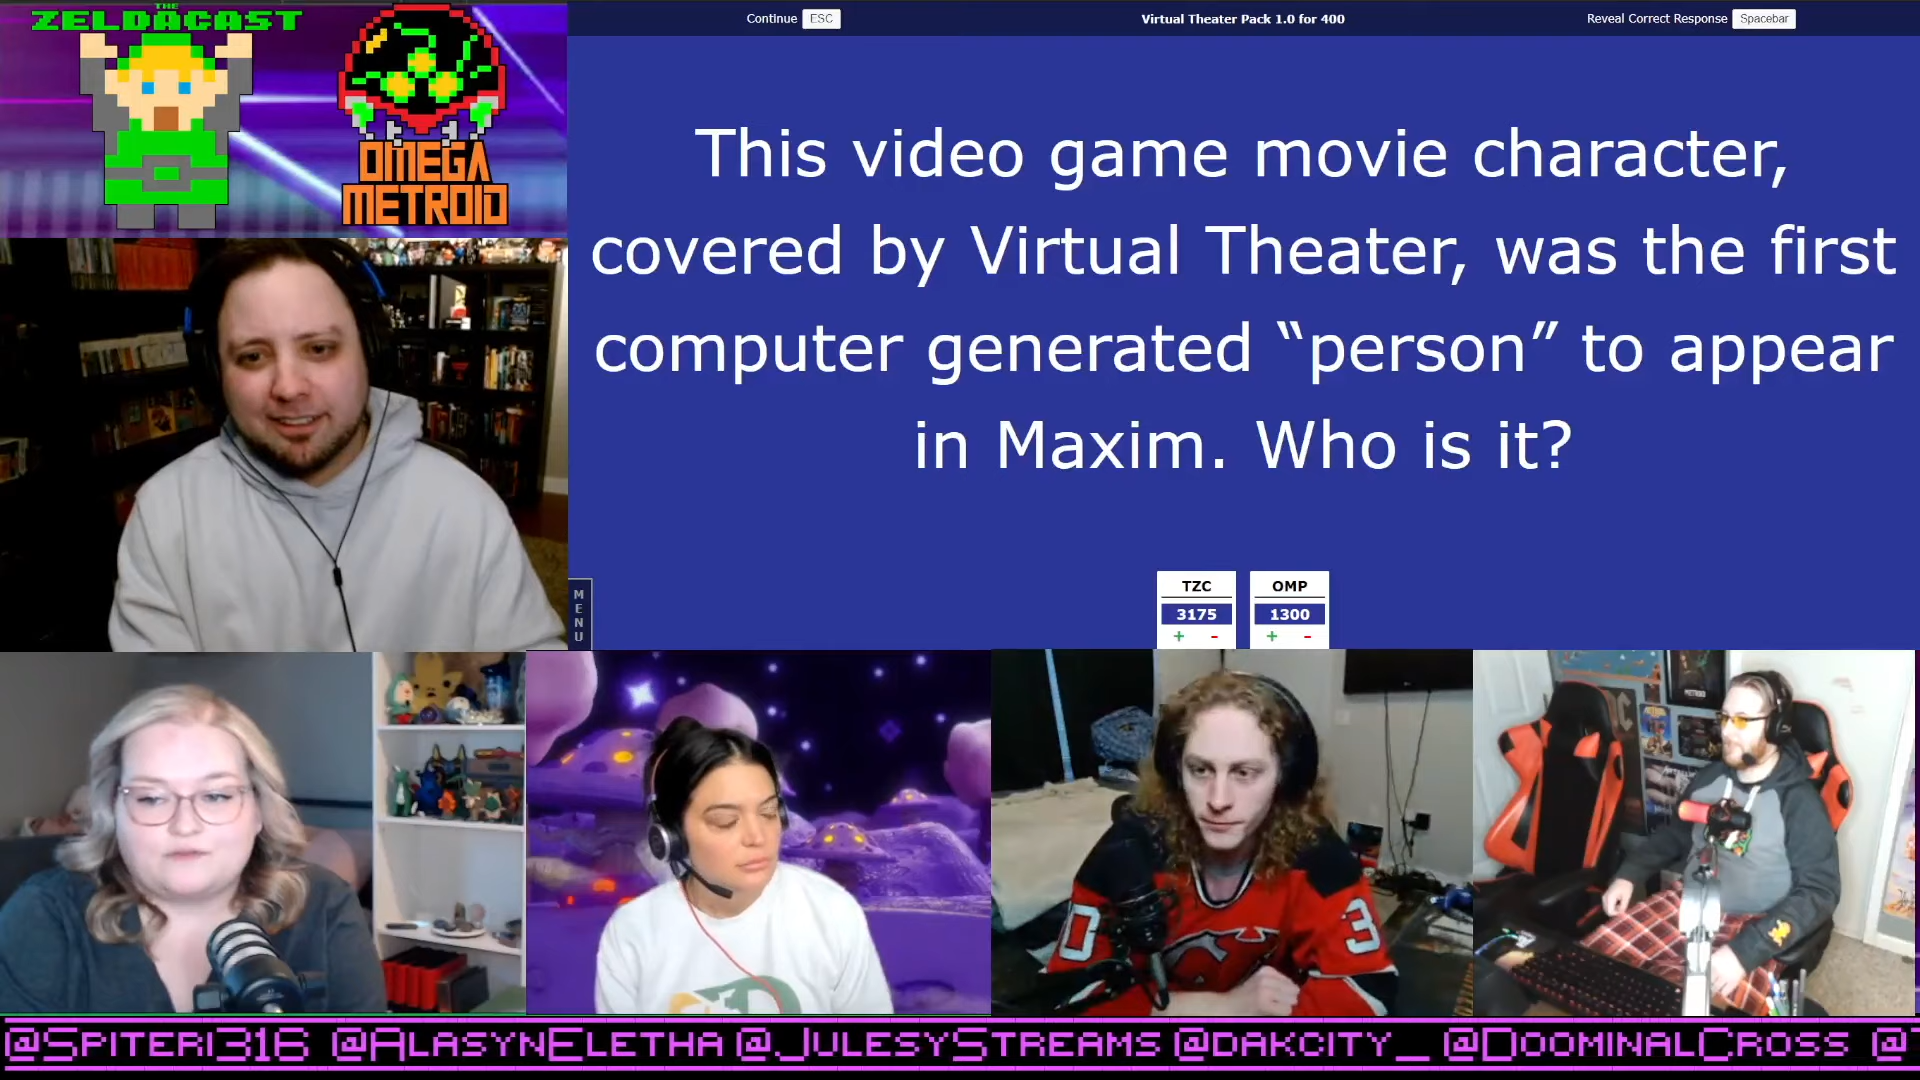 THE
ZELDACAST
OMEGA
METROID
Continue ESC
Virtual Theater Pack 1.0 for 400
Reveal Correct Response Spacebar
This video game movie character,
covered by Virtual Theater, was the first
computer generated “person” to appear
in Maxim. Who is it?
MENU
TZC
3175
+ -
OMP
1300
+ -
METROID
30
@SPITERI316 @ALASYNELETHA @JULESYSTREAMS @DAKCITY_ @DOOMINALCROSS @